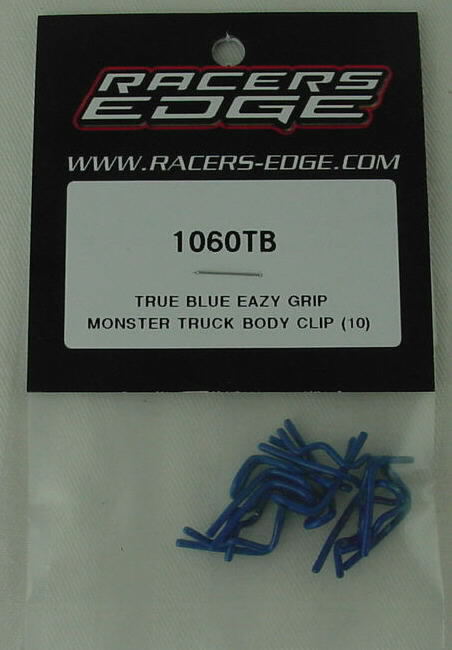 RACERS
EDGE
WWW.RACERS-EDGE.COM
1060TB
TRUE BLUE EAZY GRIP
MONSTER TRUCK BODY CLIP (10)